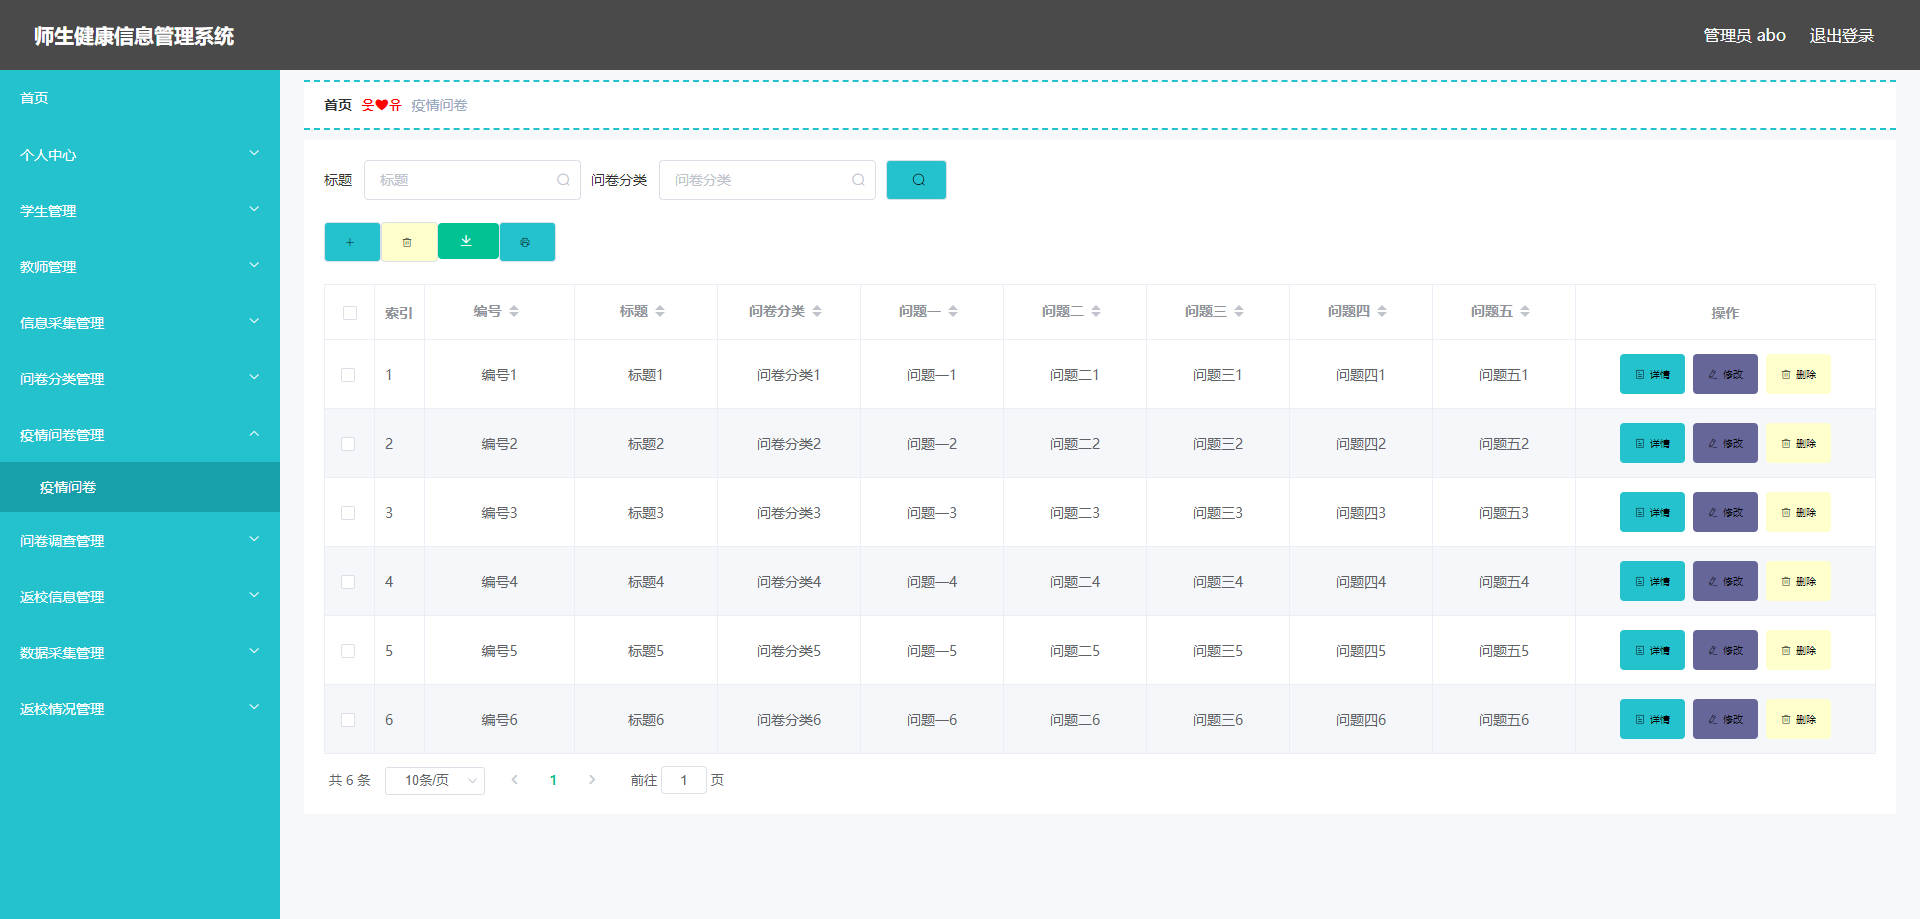 师生健康信息管理系统
管理员 abo 退出登录
首页
个人中心
学生管理
教师管理
信息采集管理
问卷分类管理
疫情问卷管理
疫情问卷
问卷调查管理
返校信息管理
数据采集管理
返校情况管理
首页 웃❤유 疫情问卷
标题 标题 问卷分类 问卷分类
索引 编号 标题 问卷分类 问题一 问题二 问题三 问题四 问题五 操作
1 编号1 标题1 问卷分类1 问题一1 问题二1 问题三1 问题四1 问题五1 详情 修改 删除
2 编号2 标题2 问卷分类2 问题一2 问题二2 问题三2 问题四2 问题五2 详情 修改 删除
3 编号3 标题3 问卷分类3 问题一3 问题二3 问题三3 问题四3 问题五3 详情 修改 删除
4 编号4 标题4 问卷分类4 问题一4 问题二4 问题三4 问题四4 问题五4 详情 修改 删除
5 编号5 标题5 问卷分类5 问题一5 问题二5 问题三5 问题四5 问题五5 详情 修改 删除
6 编号6 标题6 问卷分类6 问题一6 问题二6 问题三6 问题四6 问题五6 详情 修改 删除
共 6 条 10条/页 1 前往 1 页